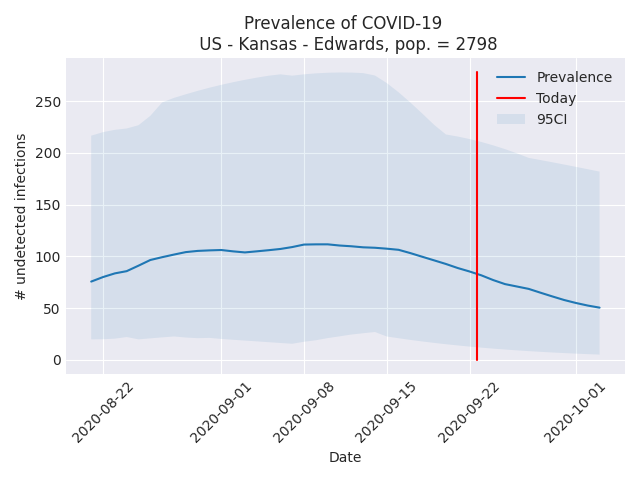 Prevalence of COVID-19
US - Kansas - Edwards, pop. = 2798
Prevalence
Today
95CI
# undetected infections
250
200
150
100
50
0
2020-08-22
2020-09-01
2020-09-08
2020-09-15
2020-09-22
2020-10-01
Date